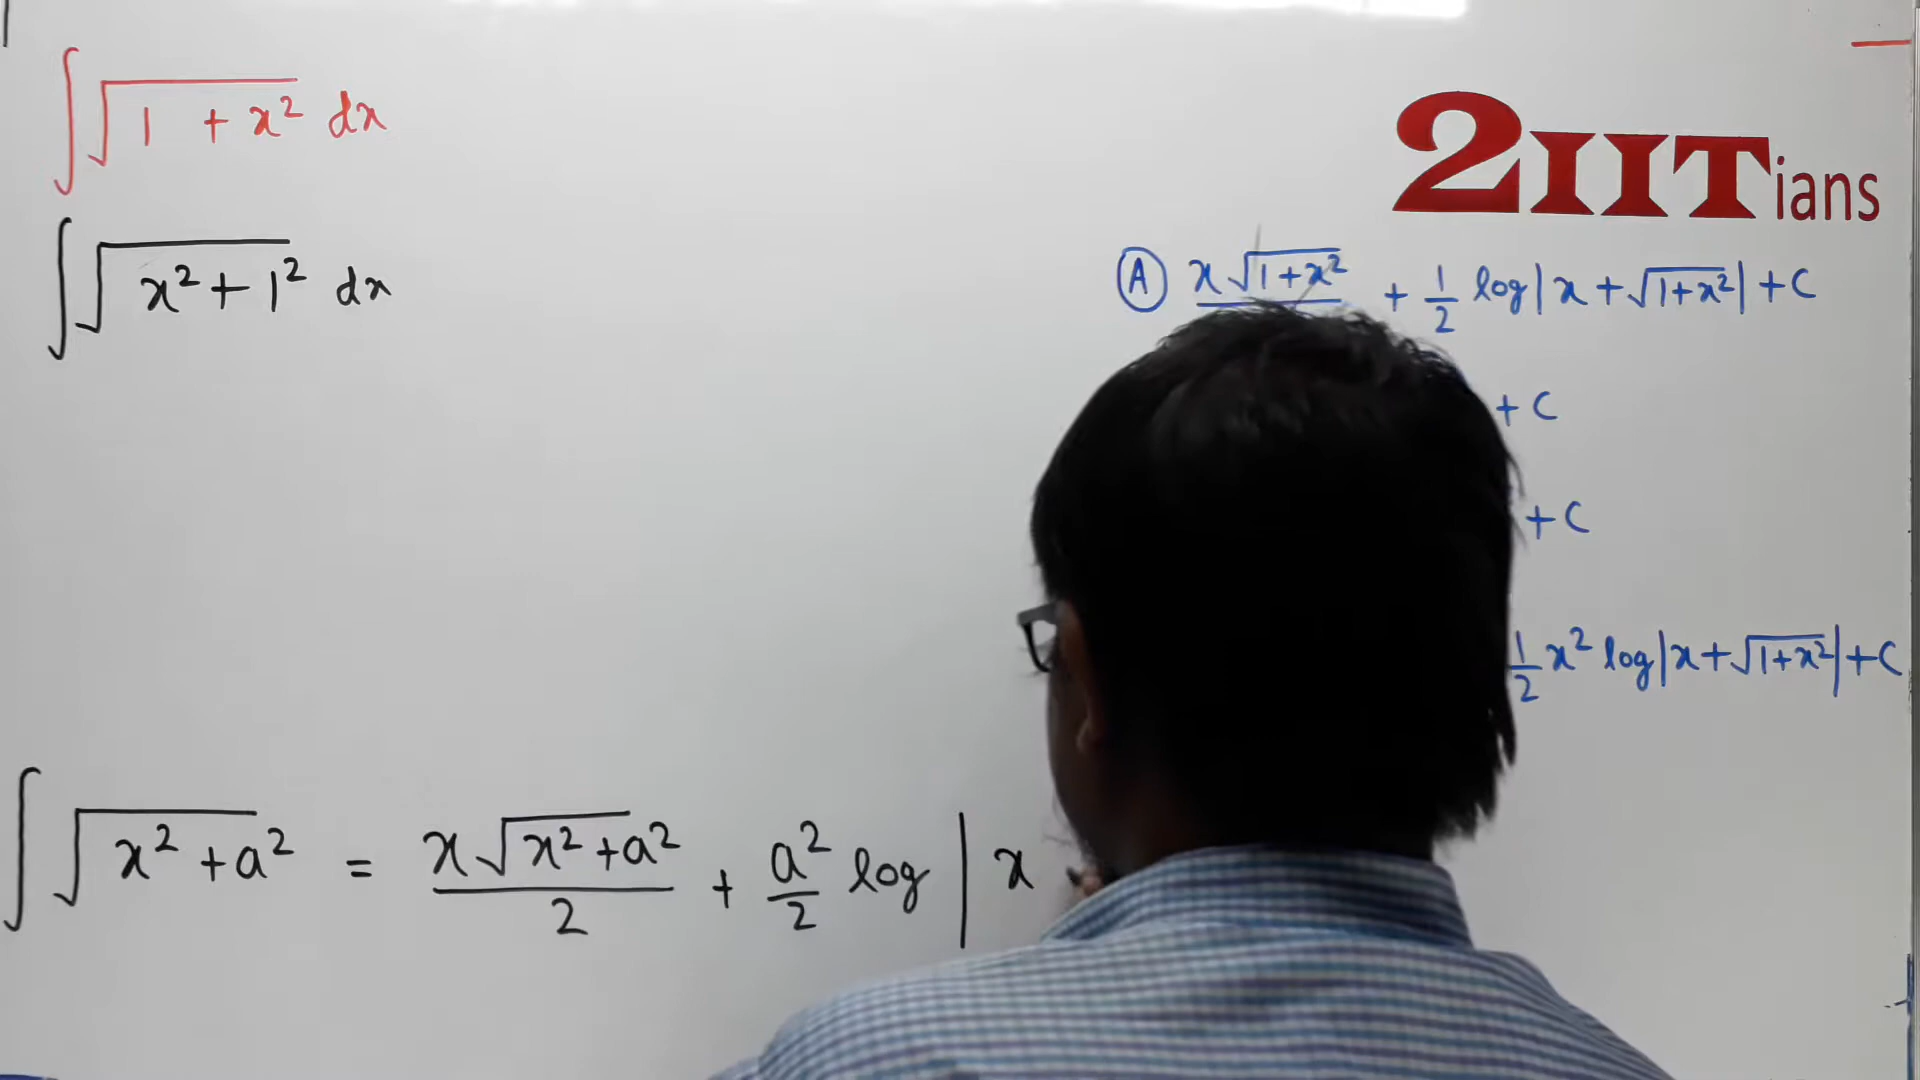 ∫√(1 + x²) dx
2IITians
∫√(x² + 1²) dx
Ⓐ x√(1+x²) + 1/2 log|x + √(1+x²)| + C
+ C
+ C
1/2 x² log|x + √(1+x²)| + C
∫√(x² + a²) = x√(x² + a²)/2 + a²/2 log | x